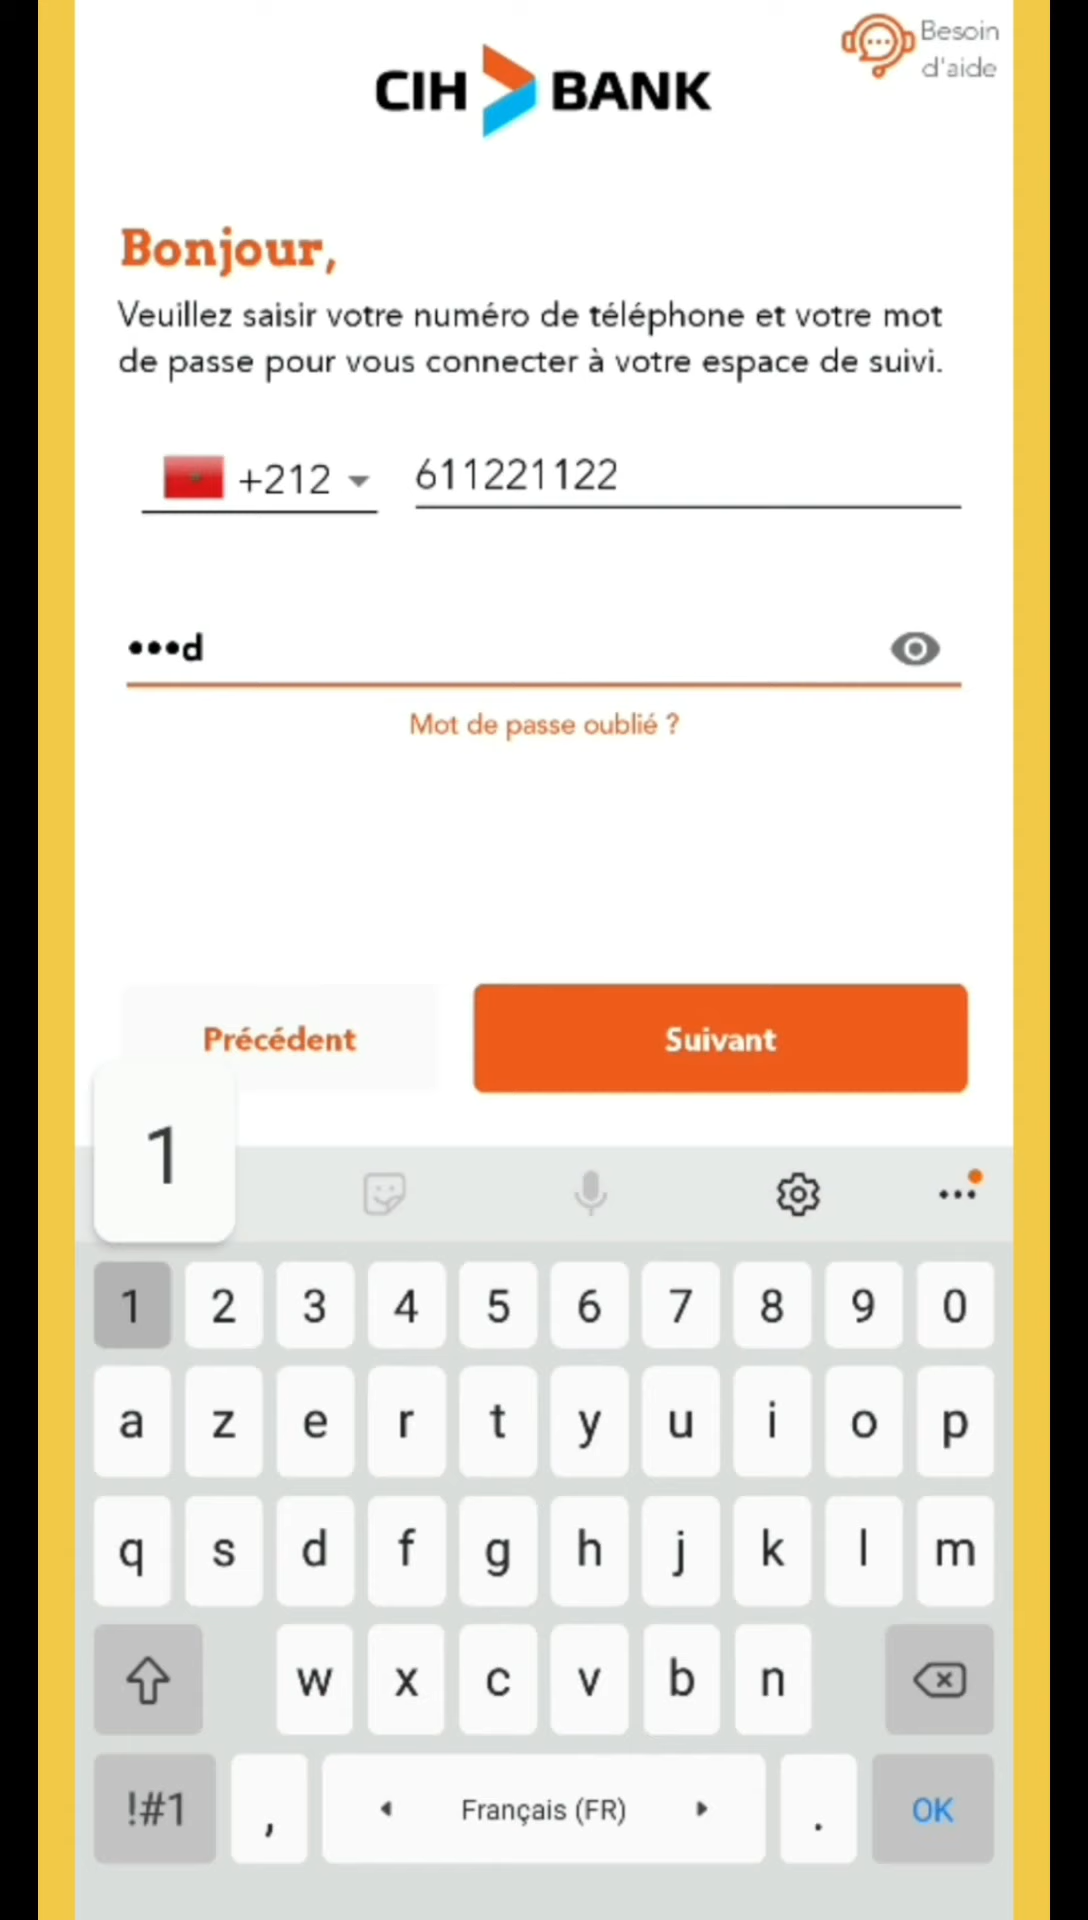 CIH BANK
Besoin
d'aide
Bonjour,
Veuillez saisir votre numéro de téléphone et votre mot
de passe pour vous connecter à votre espace de suivi.
+212 611221122
•••d
Mot de passe oublié ?
Précédent Suivant
1
1 2 3 4 5 6 7 8 9 0
a z e r t y u i o p
q s d f g h j k l m
w x c v b n
!#1 , Français (FR) . OK